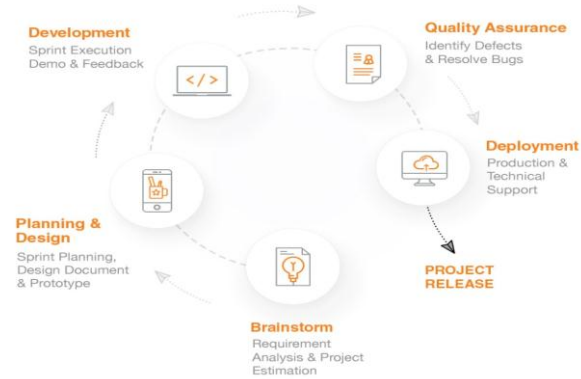 Development
Sprint Execution
Demo & Feedback
</>
Quality Assurance
Identify Defects
& Resolve Bugs
Deployment
Production &
Technical
Support
PROJECT
RELEASE
Planning &
Design
Sprint Planning,
Design Document
& Prototype
Brainstorm
Requirement
Analysis & Project
Estimation